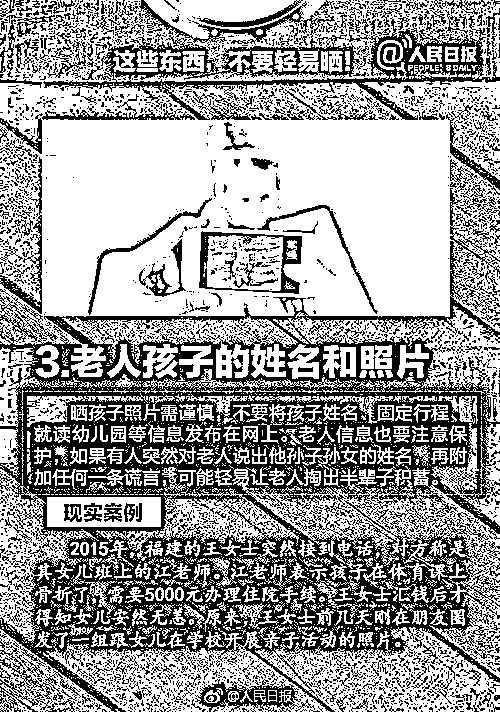 这些东西，不要轻易晒！
@人民日报
PEOPLE'S DAILY
3.老人孩子的姓名和照片
晒孩子照片需谨慎，不要将孩子姓名、固定行程、
就读幼儿园等信息发布在网上。老人信息也要注意保
护，如果有人突然对老人说出他孙子孙女的姓名，再附
加任何一条谎言，可能轻易让老人掏出半辈子积蓄。
现实案例
2015年，福建的王女士突然接到电话，对方称是
其女儿班上的江老师。江老师表示孩子在体育课上
骨折了，需要5000元办理住院手续。王女士汇钱后才
得知女儿安然无恙。原来，王女士前几天刚在朋友圈
发了一组跟女儿在学校开展亲子活动的照片。
@人民日报